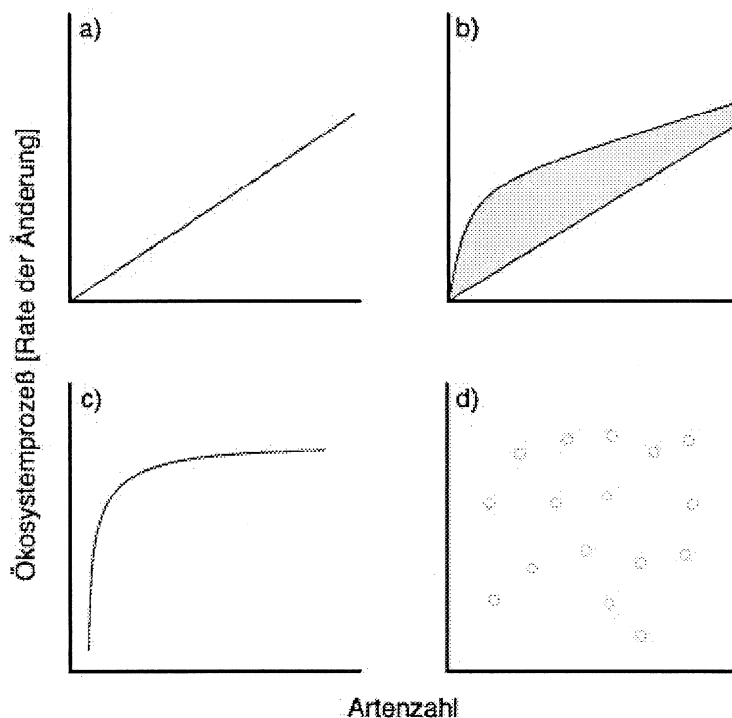 a)
b)
Ökosystemprozeß [Rate der Änderung]
c)
d)
Artenzahl